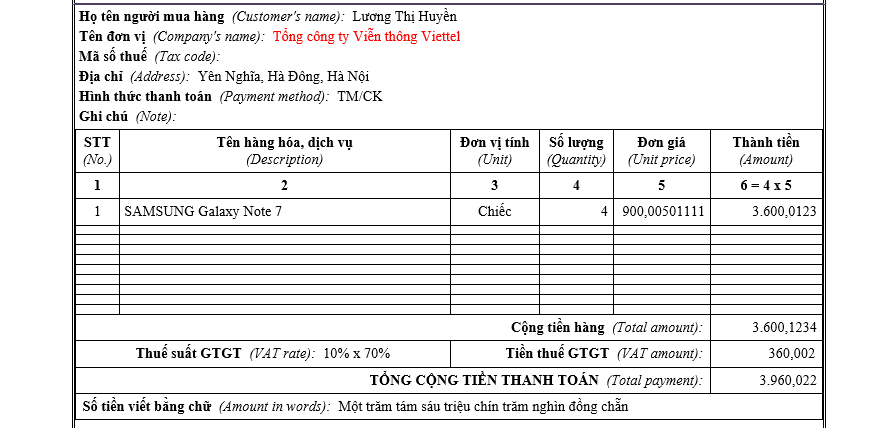 Họ tên người mua hàng (Customer's name): Lương Thị Huyền
Tên đơn vị (Company's name): Tổng công ty Viễn thông Viettel
Mã số thuế (Tax code):
Địa chỉ (Address): Yên Nghĩa, Hà Đông, Hà Nội
Hình thức thanh toán (Payment method): TM/CK
Ghi chú (Note):
STT Tên hàng hóa, dịch vụ Đơn vị tính Số lượng Đơn giá Thành tiền
(No.) (Description) (Unit) (Quantity) (Unit price) (Amount)
1 2 3 4 5 6 = 4 x 5
1 SAMSUNG Galaxy Note 7 Chiếc 4 900,00501111 3.600,0123
Cộng tiền hàng (Total amount): 3.600,1234
Thuế suất GTGT (VAT rate): 10% x 70% Tiền thuế GTGT (VAT amount): 360,002
TỔNG CỘNG TIỀN THANH TOÁN (Total payment): 3.960,022
Số tiền viết bằng chữ (Amount in words): Một trăm tám sáu triệu chín trăm nghìn đồng chẵn